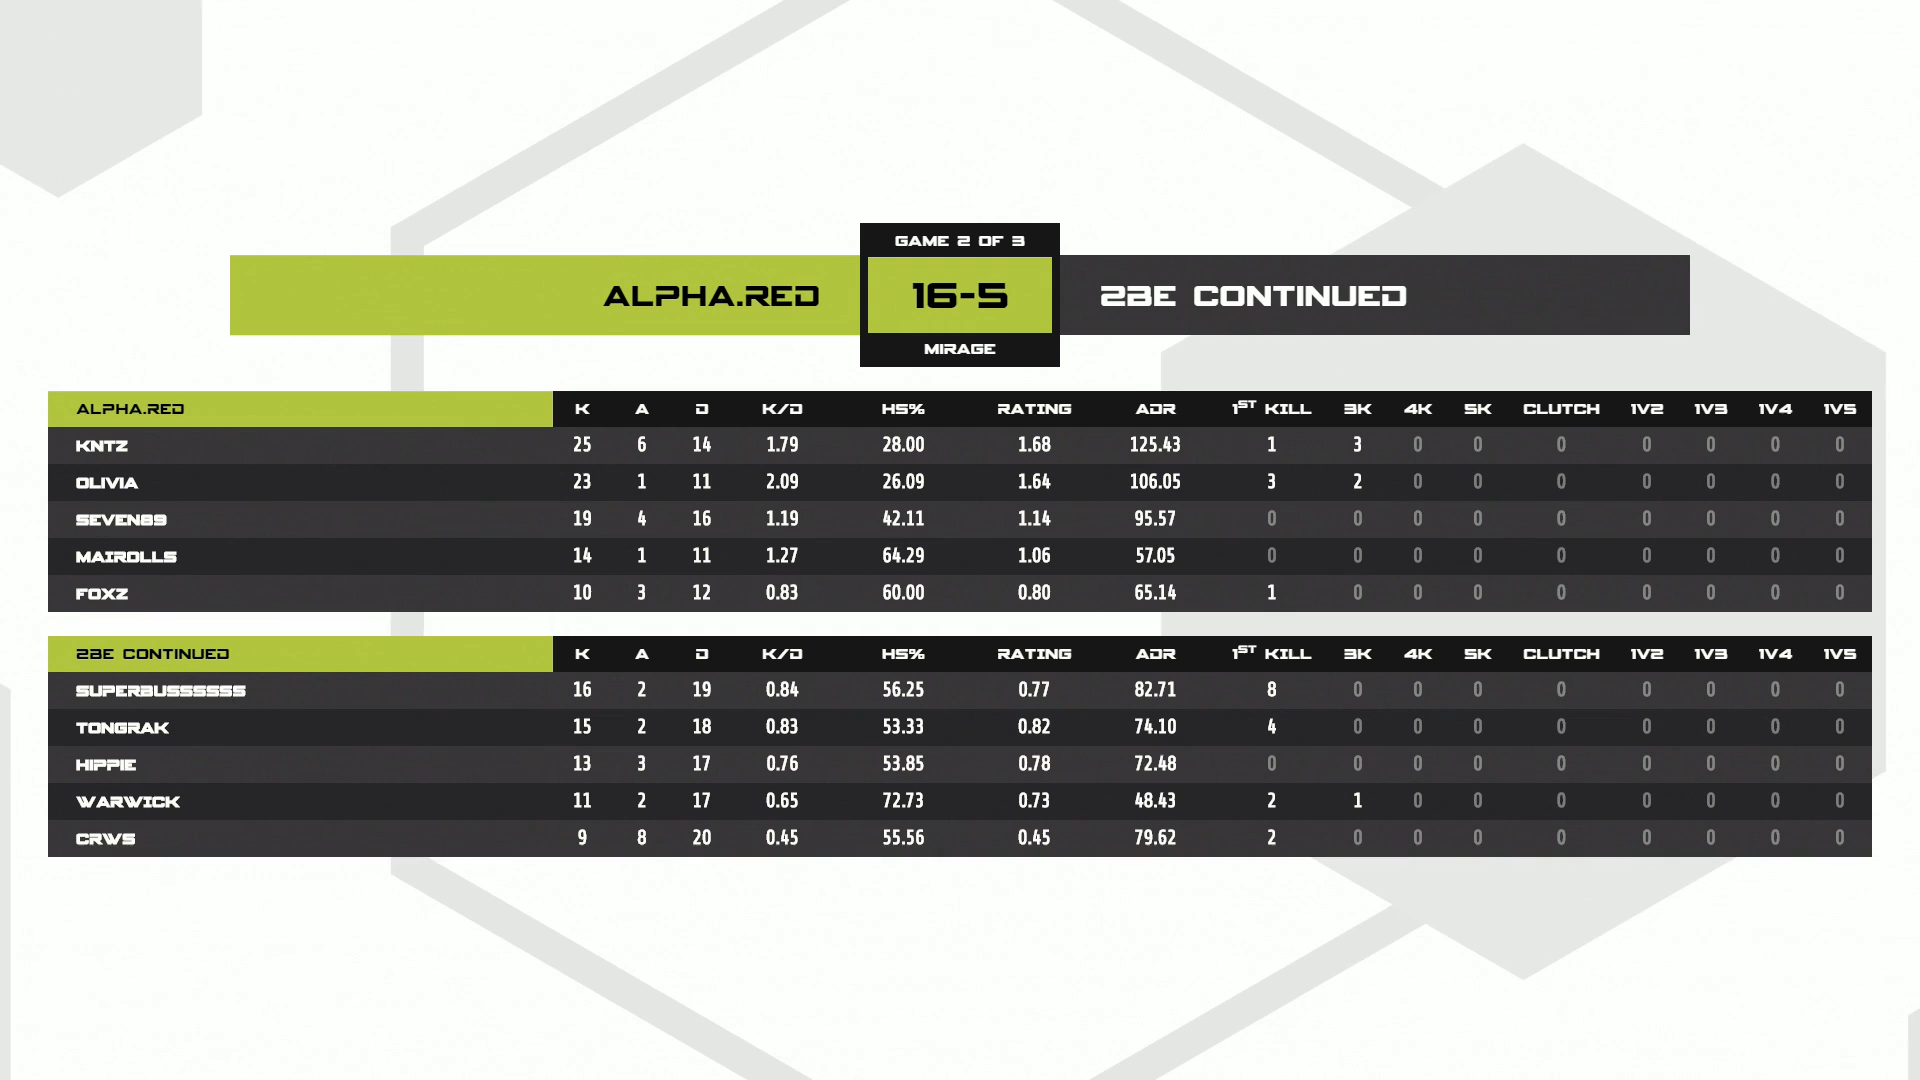 GAME 2 OF 3
ALPHA.RED 16-5 2BE CONTINUED
MIRAGE
ALPHA.RED K A D K/D HS% RATING ADR 1ST KILL 3K 4K 5K CLUTCH 1V2 1V3 1V4 1V5
KNTZ 25 6 14 1.79 28.00 1.68 125.43 1 3 0 0 0 0 0 0 0
OLIVIA 23 1 11 2.09 26.09 1.64 106.05 3 2 0 0 0 0 0 0 0
SEVEN89 19 4 16 1.19 42.11 1.14 95.57 0 0 0 0 0 0 0 0 0
MAIROLLS 14 1 11 1.27 64.29 1.06 57.05 0 0 0 0 0 0 0 0 0
FOXZ 10 3 12 0.83 60.00 0.80 65.14 1 0 0 0 0 0 0 0 0
2BE CONTINUED K A D K/D HS% RATING ADR 1ST KILL 3K 4K 5K CLUTCH 1V2 1V3 1V4 1V5
SUPERBUSSSSSS 16 2 19 0.84 56.25 0.77 82.71 8 0 0 0 0 0 0 0 0
TONGRAK 15 2 18 0.83 53.33 0.82 74.10 4 0 0 0 0 0 0 0 0
HIPPIE 13 3 17 0.76 53.85 0.78 72.48 0 0 0 0 0 0 0 0 0
WARWICK 11 2 17 0.65 72.73 0.73 48.43 2 1 0 0 0 0 0 0 0
CRWS 9 8 20 0.45 55.56 0.45 79.62 2 0 0 0 0 0 0 0 0